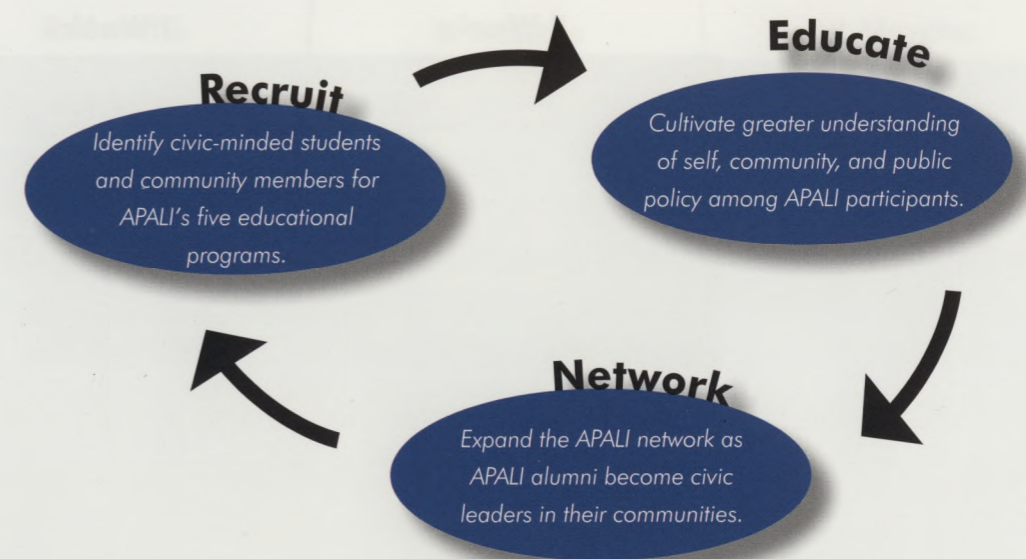 Recruit
Identify civic-minded students
and community members for
APALI's five educational
programs.
Educate
Cultivate greater understanding
of self, community, and public
policy among APALI participants.
Network
Expand the APALI network as
APALI alumni become civic
leaders in their communities.